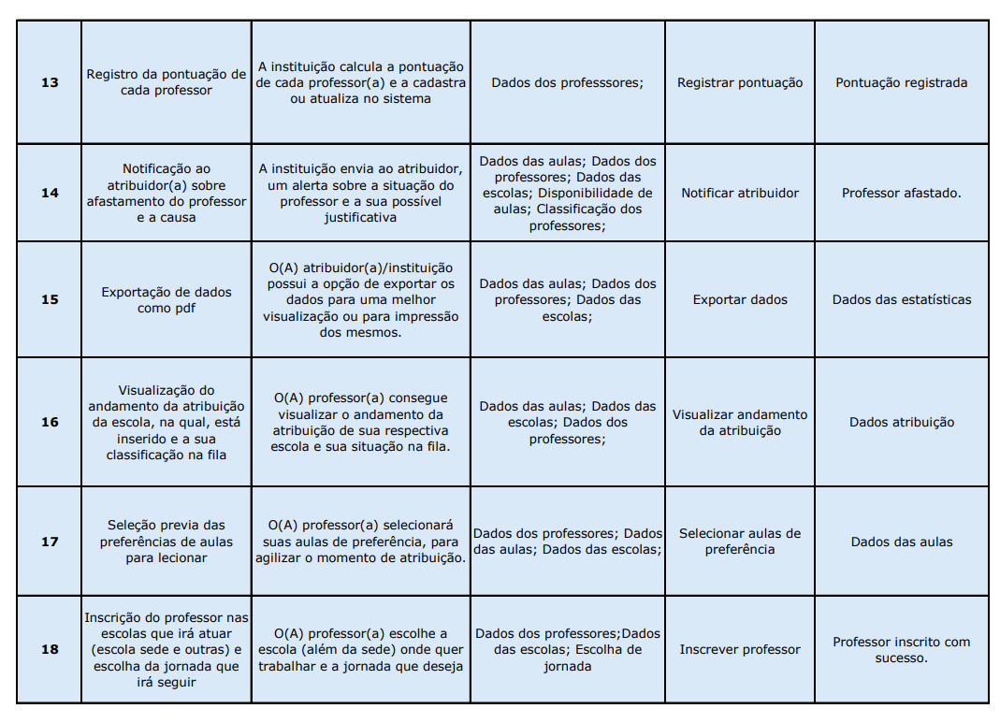 13
Registro da pontuação de
cada professor
A instituição calcula a pontuação
de cada professor(a) e a cadastra
ou atualiza no sistema
Dados dos professsores;
Registrar pontuação
Pontuação registrada
14
Notificação ao
atribuidor(a) sobre
afastamento do professor
e a causa
A instituição envia ao atribuidor,
um alerta sobre a situação do
professor e a sua possível
justificativa
Dados das aulas; Dados dos
professores; Dados das
escolas; Disponibilidade de
aulas; Classificação dos
professores;
Notificar atribuidor
Professor afastado.
15
Exportação de dados
como pdf
O(A) atribuidor(a)/instituição
possui a opção de exportar os
dados para uma melhor
visualização ou para impressão
dos mesmos.
Dados das aulas; Dados dos
professores; Dados das
escolas;
Exportar dados
Dados das estatísticas
16
Visualização do
andamento da atribuição
da escola, na qual, está
inserido e a sua
classificação na fila
O(A) professor(a) consegue
visualizar o andamento da
atribuição de sua respectiva
escola e sua situação na fila.
Dados das aulas; Dados das
escolas; Dados dos
professores;
Visualizar andamento
da atribuição
Dados atribuição
17
Seleção previa das
preferências de aulas
para lecionar
O(A) professor(a) selecionará
suas aulas de preferência, para
agilizar o momento de atribuição.
Dados dos professores; Dados
das aulas; Dados das escolas;
Selecionar aulas de
preferência
Dados das aulas
18
Inscrição do professor nas
escolas que irá atuar
(escola sede e outras) e
escolha da jornada que
irá seguir
O(A) professor(a) escolhe a
escola (além da sede) onde quer
trabalhar e a jornada que deseja
Dados dos professores;Dados
das escolas; Escolha de
jornada
Inscrever professor
Professor inscrito com
sucesso.